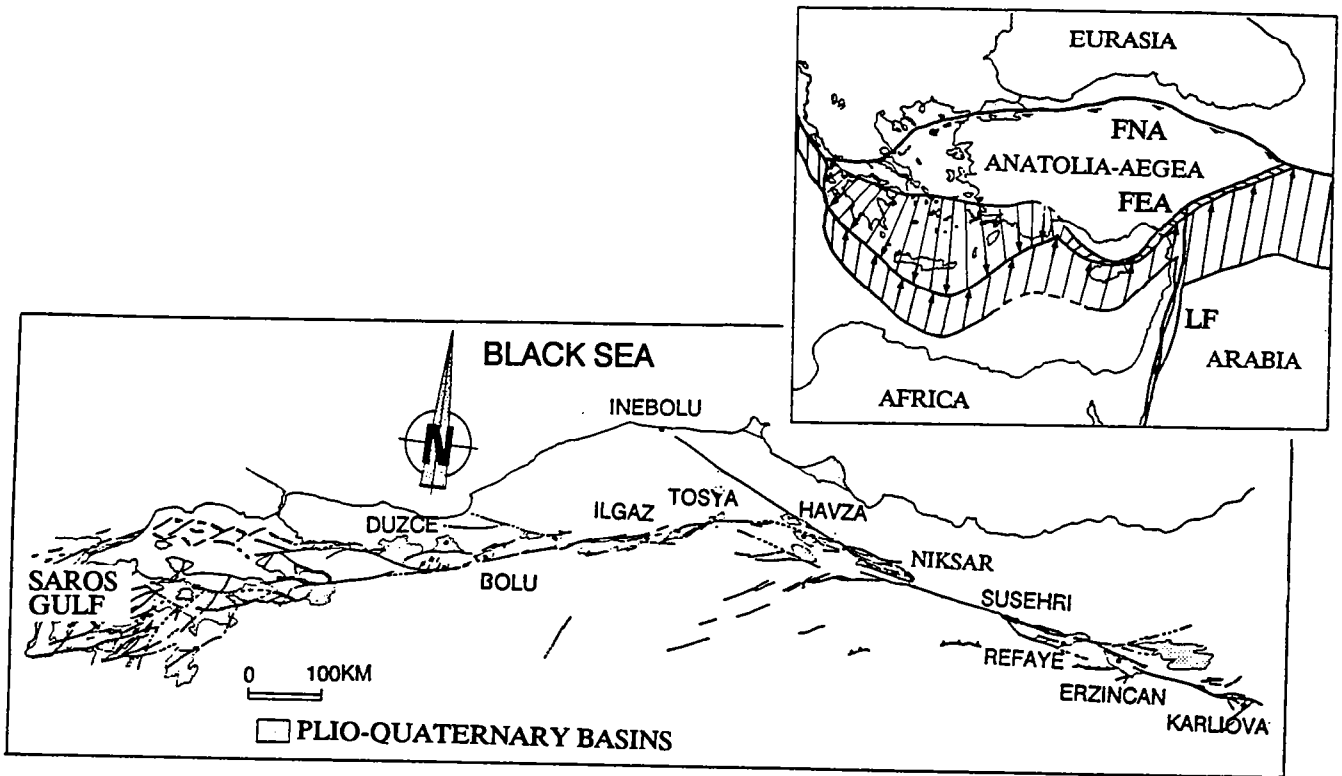 EURASIA
FNA
ANATOLIA-AEGEA
FEA
LF
ARABIA
AFRICA
BLACK SEA
N
INEBOLU
DUZCE
ILGAZ
TOSYA
HAVZA
BOLU
NIKSAR
SAROS
GULF
SUSEHRI
REFAYE
ERZINCAN
KARLIOVA
0 100KM
PLIO-QUATERNARY BASINS